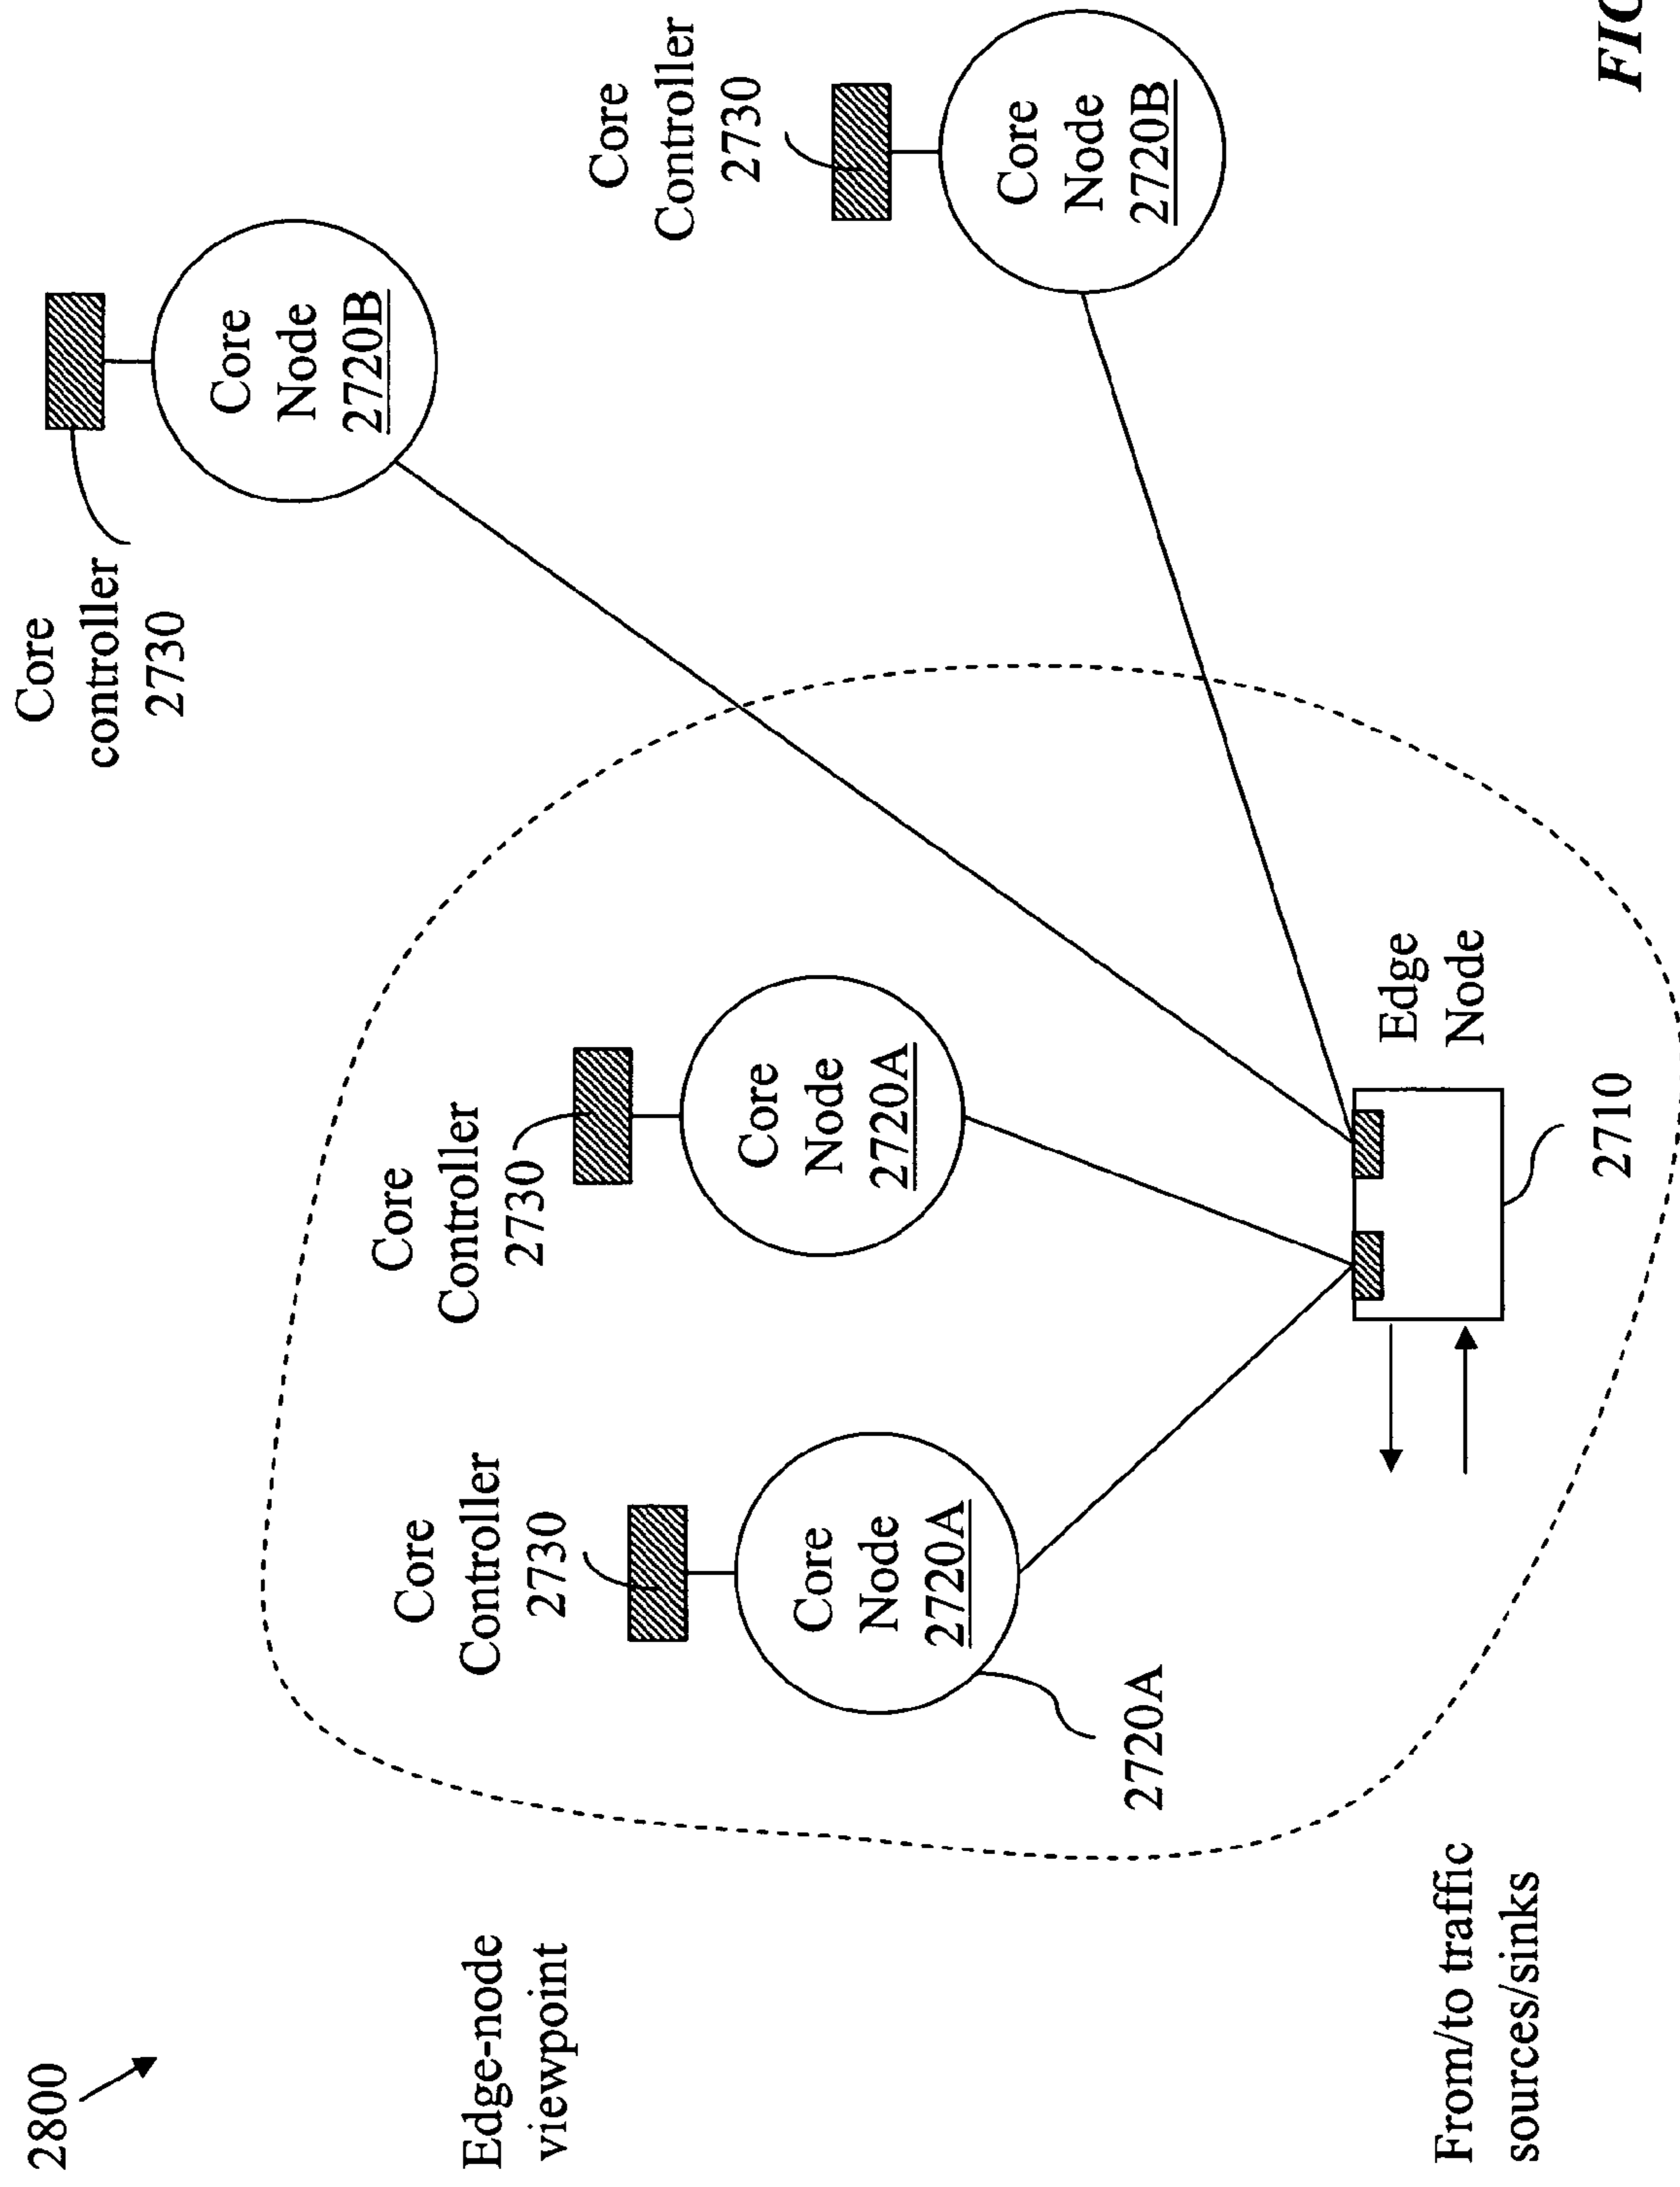 2800
Edge-node
viewpoint
From/to traffic
sources/sinks
Core
controller
2730
Core
Node
2720B
Core
Controller
2730
Core
Node
2720B
Core
Controller
2730
Core
Node
2720A
Core
Controller
2730
Core
Node
2720A
2720A
Edge
Node
2710
FIG